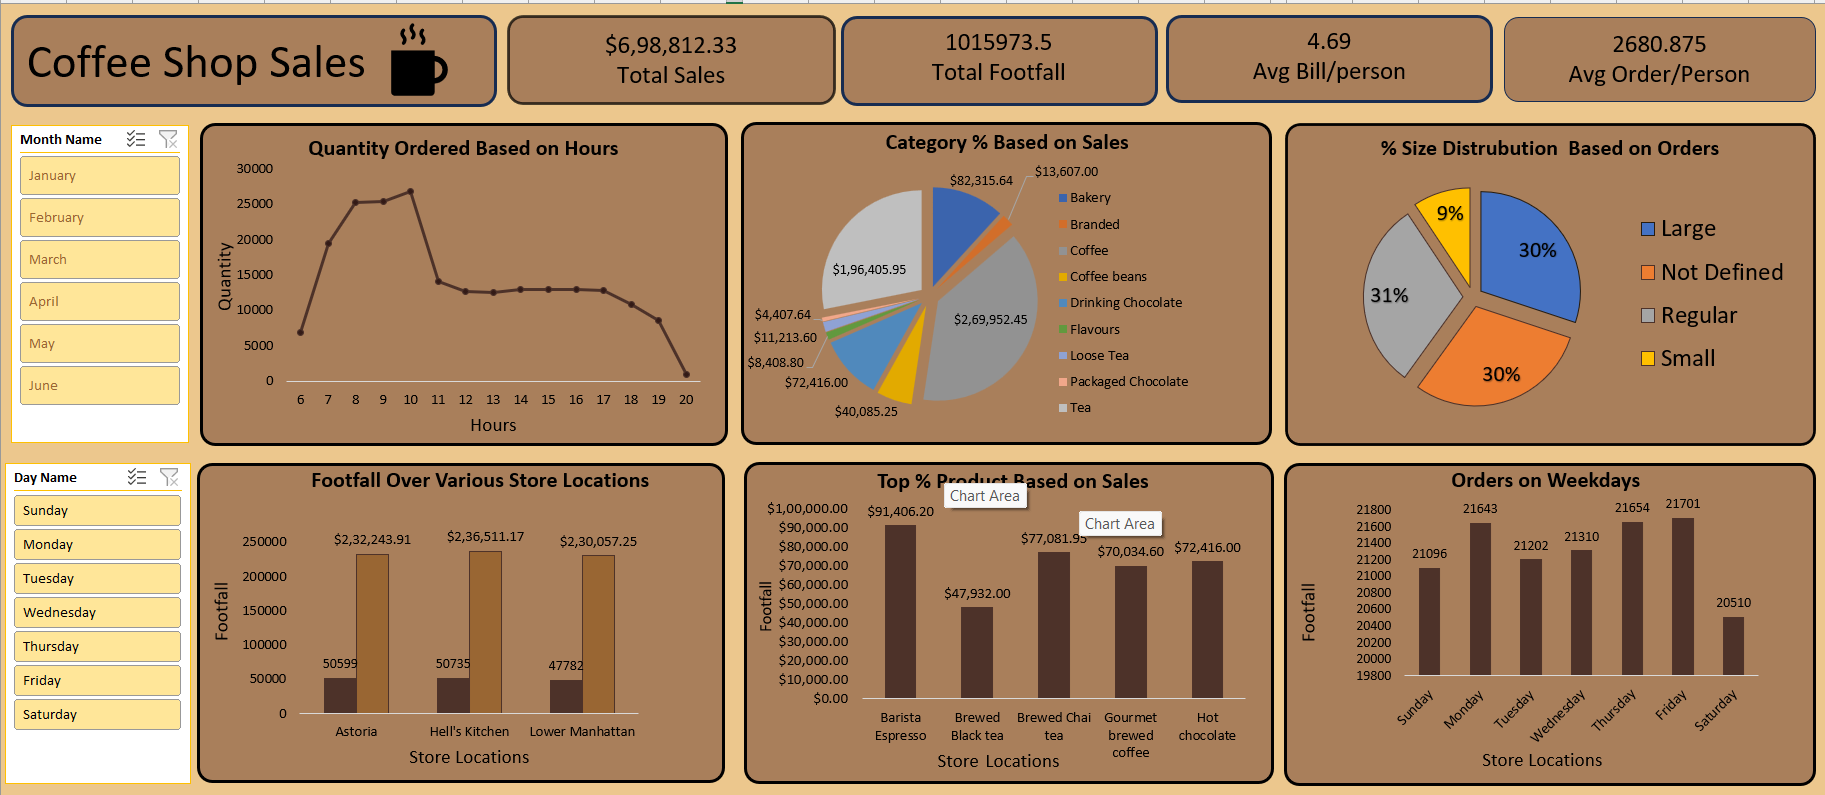 Coffee Shop Sales
$6,98,812.33
Total Sales
1015973.5
Total Footfall
4.69
Avg Bill/person
2680.875
Avg Order/Person
Month Name
January
February
March
April
May
June
Quantity Ordered Based on Hours
Quantity
30000
25000
20000
15000
10000
5000
0
6 7 8 9 10 11 12 13 14 15 16 17 18 19 20
Hours
Category % Based on Sales
$82,315.64
$13,607.00
$2,69,952.45
$40,085.25
$72,416.00
$8,408.80
$11,213.60
$4,407.64
$1,96,405.95
Bakery
Branded
Coffee
Coffee beans
Drinking Chocolate
Flavours
Loose Tea
Packaged Chocolate
Tea
% Size Distrubution Based on Orders
9%
30%
31%
30%
Large
Not Defined
Regular
Small
Day Name
Sunday
Monday
Tuesday
Wednesday
Thursday
Friday
Saturday
Footfall Over Various Store Locations
Footfall
250000
200000
150000
100000
50000
0
$2,32,243.91 $2,36,511.17 $2,30,057.25
50599 50735 47782
Astoria Hell's Kitchen Lower Manhattan
Store Locations
Top % Product Based on Sales
Chart Area
Chart Area
Footfall
$1,00,000.00
$90,000.00
$80,000.00
$70,000.00
$60,000.00
$50,000.00
$40,000.00
$30,000.00
$20,000.00
$10,000.00
$0.00
$91,406.20
$47,932.00
$77,081.95
$70,034.60
$72,416.00
Barista Espresso
Brewed Black tea
Brewed Chai tea
Gourmet brewed coffee
Hot chocolate
Store Locations
Orders on Weekdays
Footfall
21800
21600
21400
21200
21000
20800
20600
20400
20200
20000
19800
21096
21643
21202
21310
21654
21701
20510
Sunday
Monday
Tuesday
Wednesday
Thursday
Friday
Saturday
Store Locations